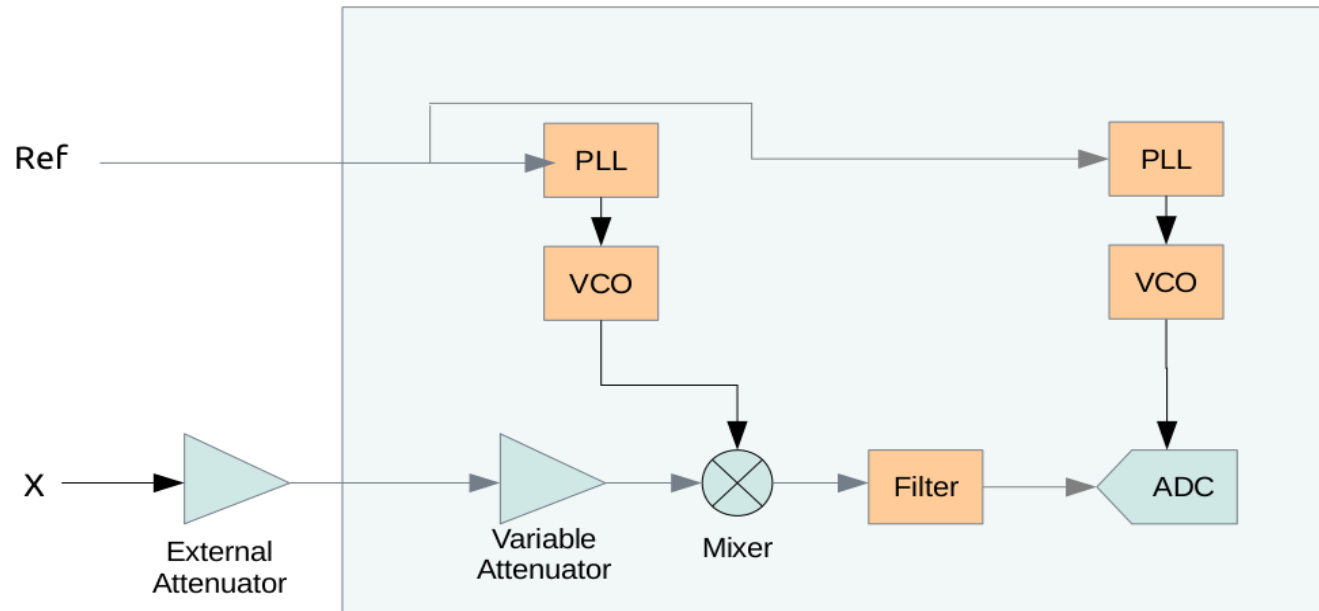 Ref
PLL
PLL
VCO
VCO
X
Filter
ADC
External
Attenuator
Variable
Attenuator
Mixer